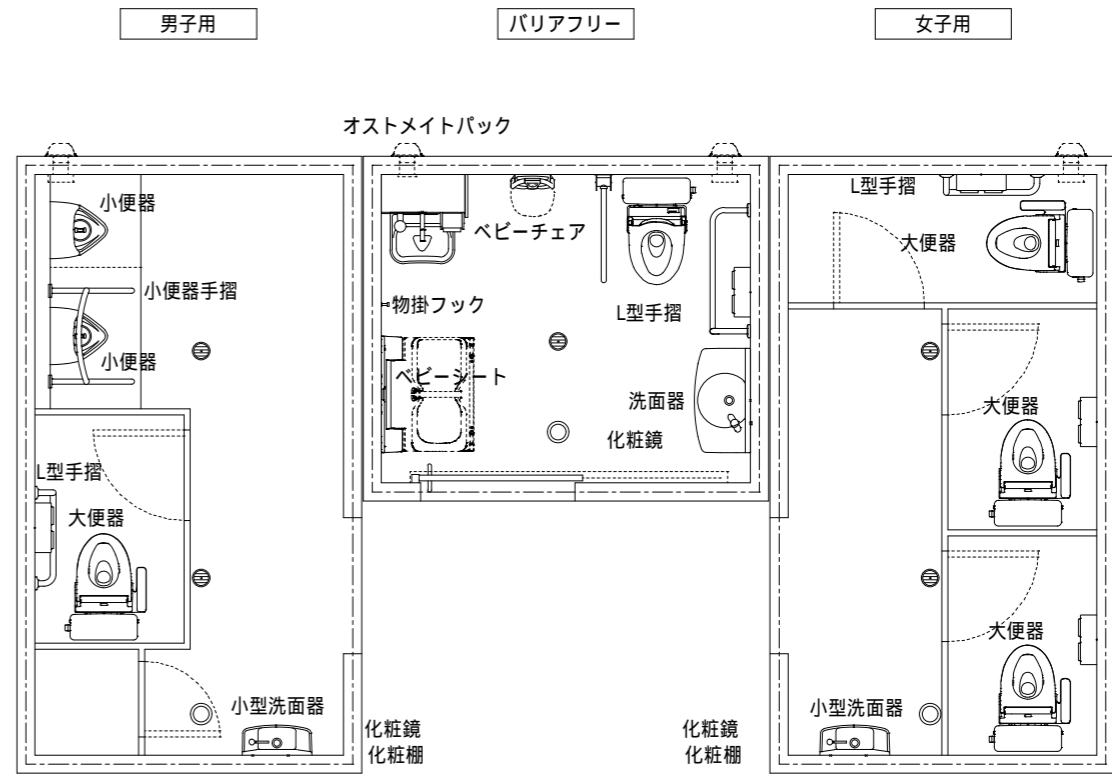 男子用
バリアフリー
女子用
オストメイトパック
小便器
小便器手摺
小便器
L型手摺
大便器
小型洗面器
化粧鏡
化粧棚
ベビーチェア
物掛フック
L型手摺
ベビーシート
洗面器
化粧鏡
L型手摺
大便器
大便器
大便器
小型洗面器
化粧鏡
化粧棚